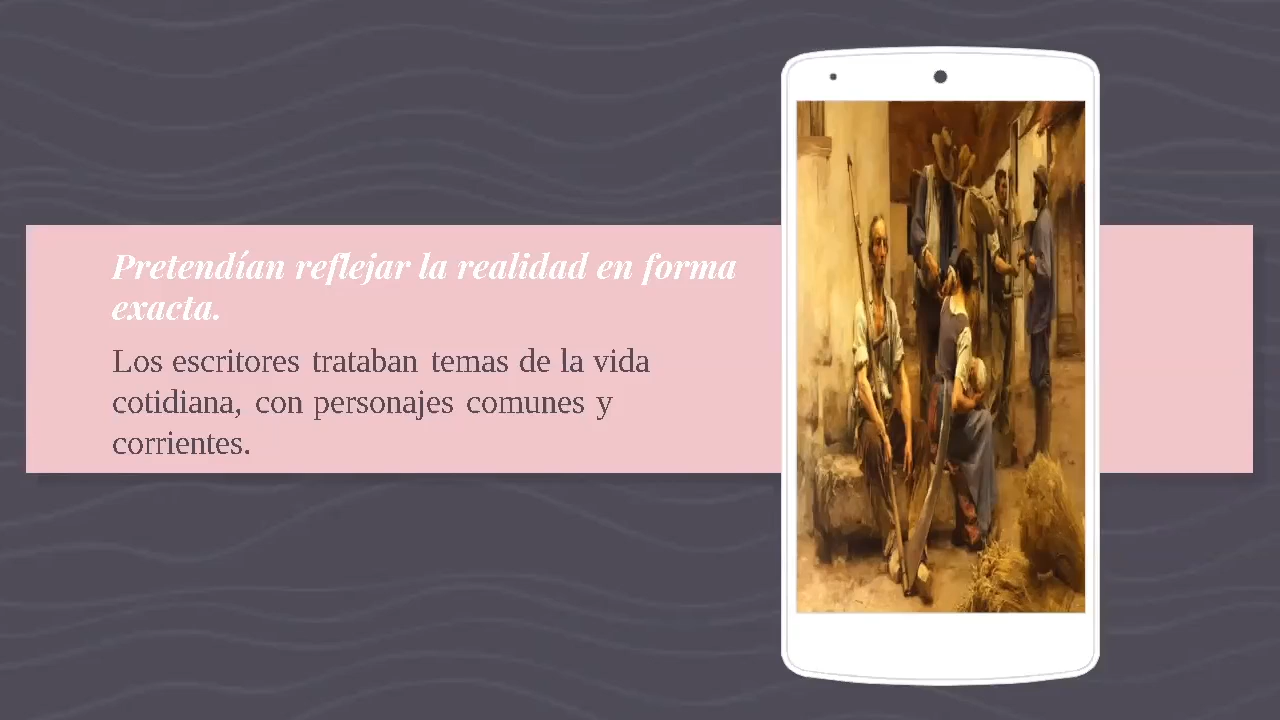 Pretendían reflejar la realidad en forma
exacta.
Los escritores trataban temas de la vida
cotidiana, con personajes comunes y
corrientes.